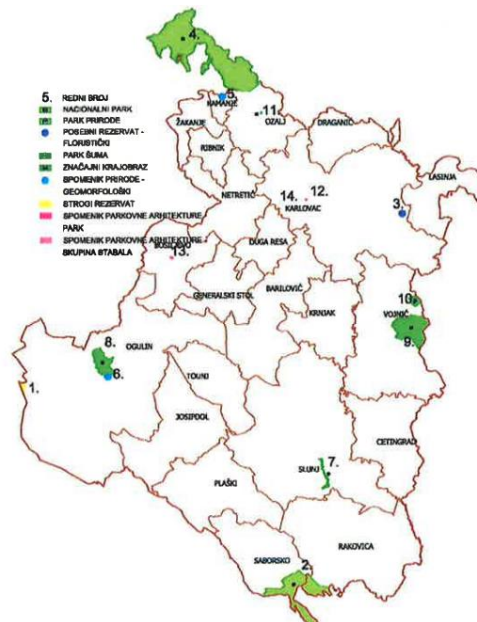 4.
5. REDNI BROJ
NACIONALNI PARK
PARK PRIRODE
POSEBNI REZERVAT -
FLORISTIČKI
PARK ŠUMA
ZNAČAJNI KRAJOBRAZ
SPOMENIK PRIRODE -
GEOMORFOLOŠKI
STROGI REZERVAT
SPOMENIK PARKOVNE ARHITEKTURE -
PARK
SPOMENIK PARKOVNE ARHITEKTURE -
SKUPINA STABALA
5.
KAMANJE
11.
OZALJ
ŽAKANJE
DRAGANIĆ
RIBNIK
LASINJA
NETRETIĆ
14. 12.
KARLOVAC
3.
BOSILJEVO
13.
DUGA RESA
GENERALSKI STOL
BARILOVIĆ
KRNJAK
10.
VOJNIĆ
9.
8.
OGULIN
6.
1.
TOUNJ
JOSIPDOL
CETINGRAD
7.
SLUNJ
PLAŠKI
SABORSKO
2.
RAKOVICA